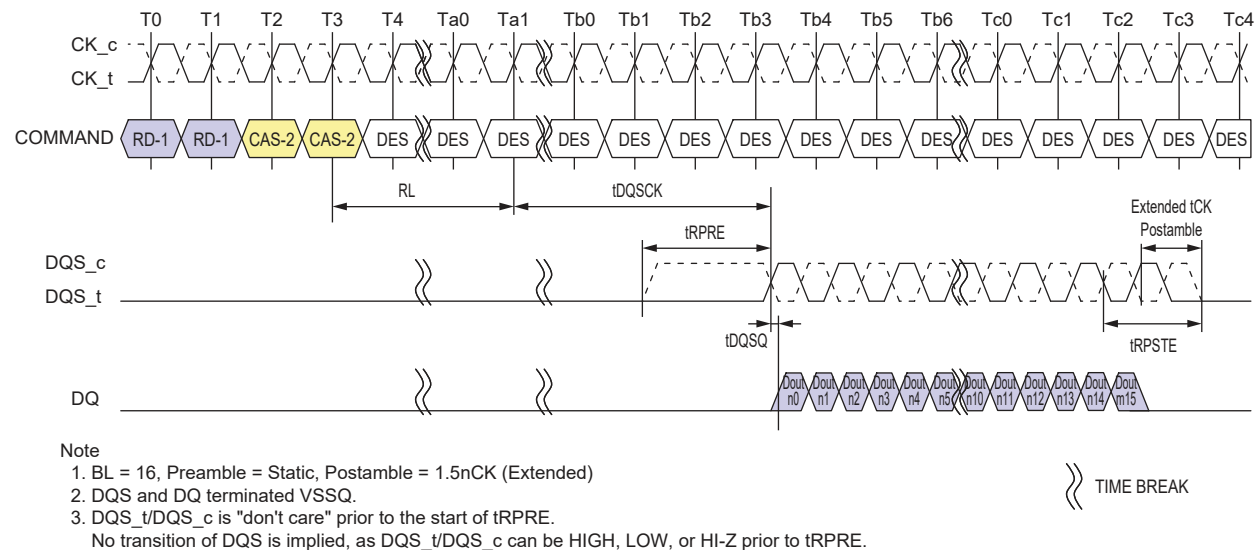 T0 T1 T2 T3 T4 Ta0 Ta1 Tb0 Tb1 Tb2 Tb3 Tb4 Tb5 Tb6 Tc0 Tc1 Tc2 Tc3 Tc4
CK_c
CK_t
COMMAND RD-1 RD-1 CAS-2 CAS-2 DES DES DES DES DES DES DES DES DES DES DES DES DES DES DES
RL tDQSCK
Extended tCK
Postamble
tRPRE
DQS_c
DQS_t
tDQSQ tRPSTE
DQ
Dout Dout Dout Dout Dout Dout Dout Dout Dout Dout Dout Dout
n0 n1 n2 n3 n4 n5 n10 n11 n12 n13 n14 m15
Note
1. BL = 16, Preamble = Static, Postamble = 1.5nCK (Extended)
2. DQS and DQ terminated VSSQ.
3. DQS_t/DQS_c is "don't care" prior to the start of tRPRE.
No transition of DQS is implied, as DQS_t/DQS_c can be HIGH, LOW, or HI-Z prior to tRPRE.
TIME BREAK